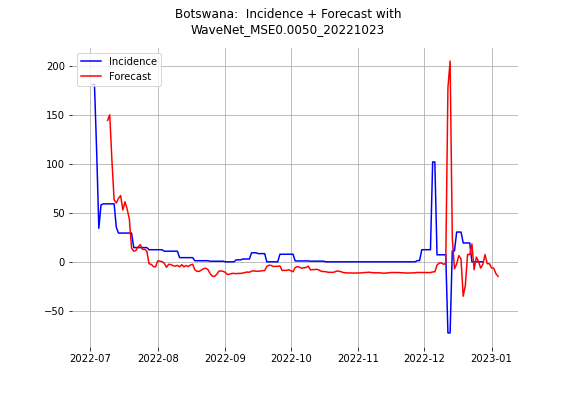 Botswana:  Incidence + Forecast with
WaveNet_MSE0.0050_20221023
Incidence
Forecast
200
150
100
50
0
−50
2022-07 2022-08 2022-09 2022-10 2022-11 2022-12 2023-01